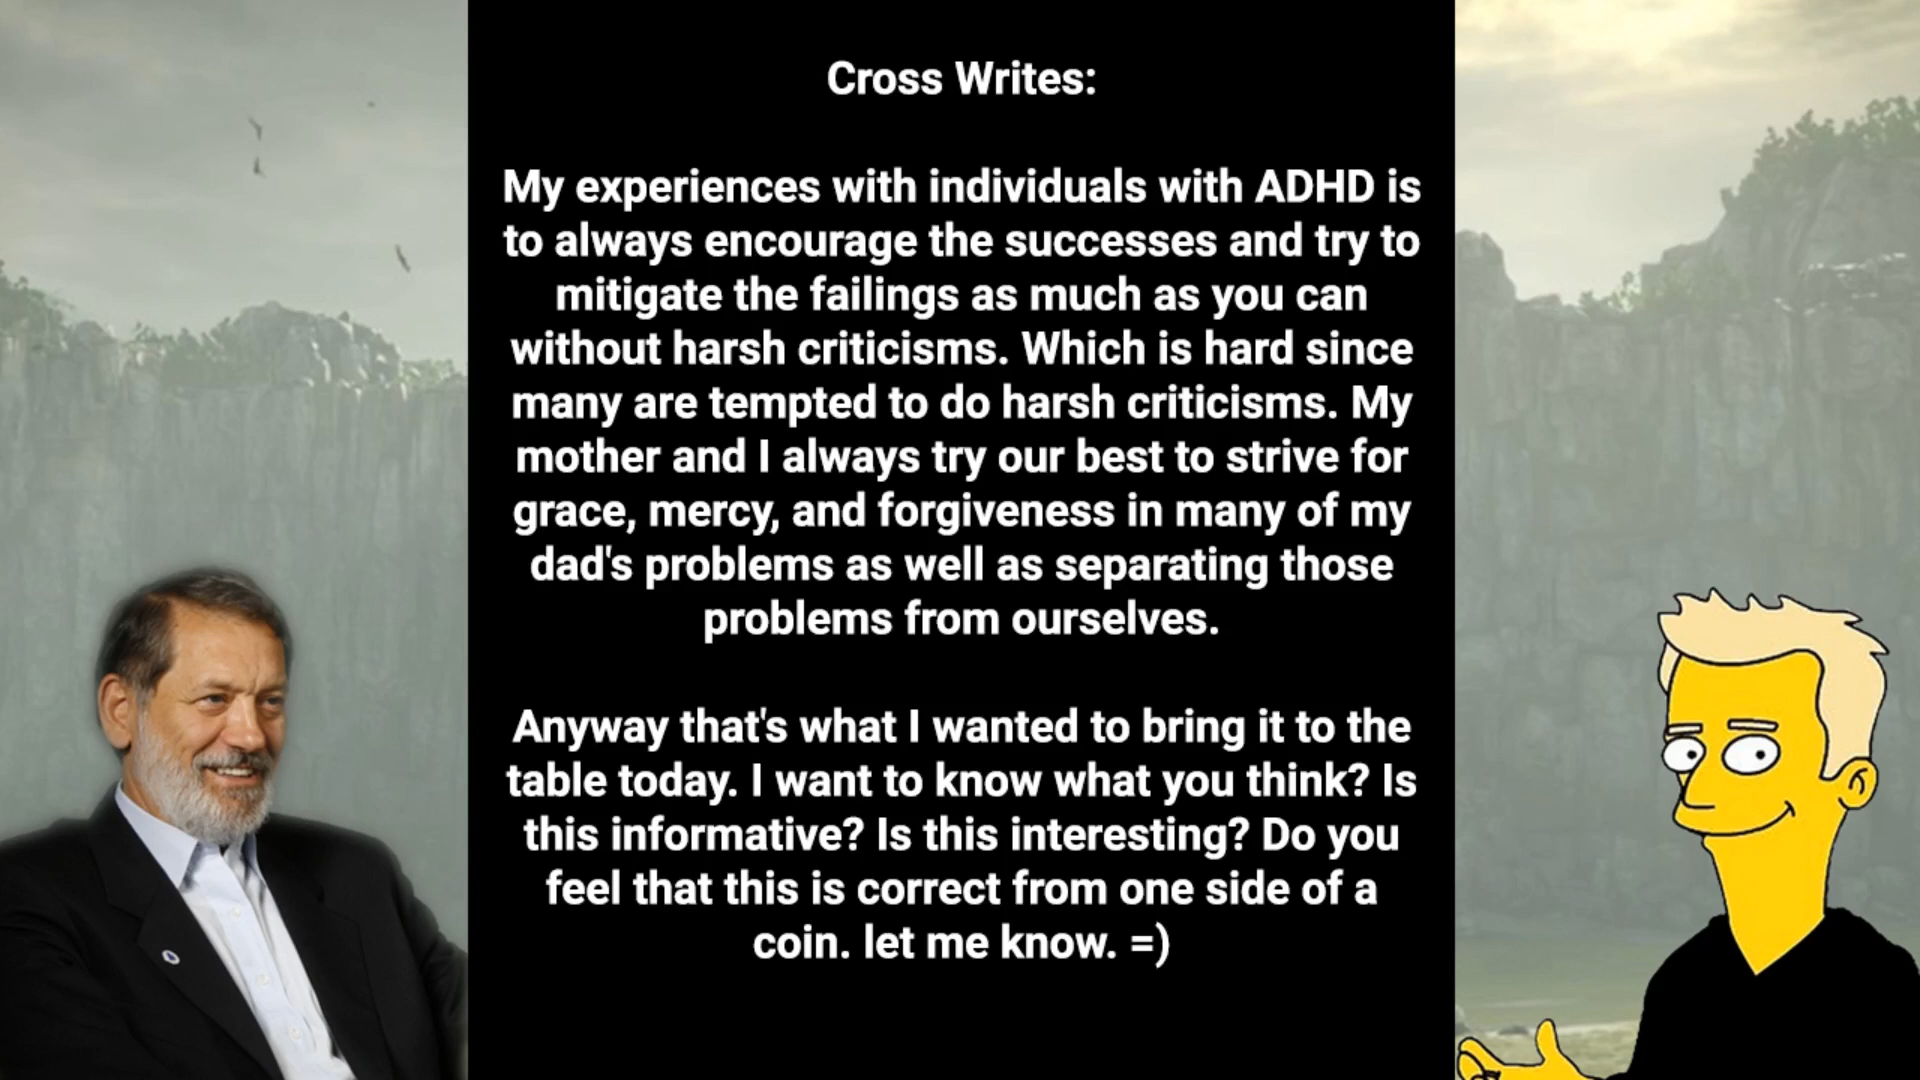 Cross Writes:
My experiences with individuals with ADHD is
to always encourage the successes and try to
mitigate the failings as much as you can
without harsh criticisms. Which is hard since
many are tempted to do harsh criticisms. My
mother and I always try our best to strive for
grace, mercy, and forgiveness in many of my
dad's problems as well as separating those
problems from ourselves.
Anyway that's what I wanted to bring it to the
table today. I want to know what you think? Is
this informative? Is this interesting? Do you
feel that this is correct from one side of a
coin. let me know. =)